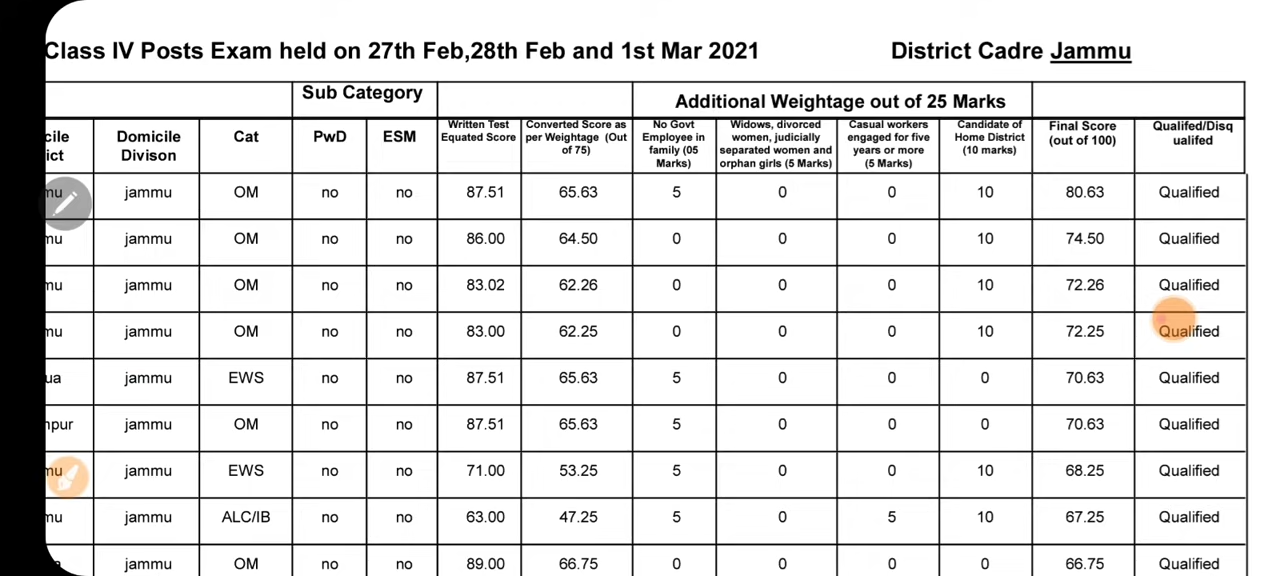 Class IV Posts Exam held on 27th Feb,28th Feb and 1st Mar 2021 District Cadre Jammu
Sub Category Additional Weightage out of 25 Marks
Domicile Divison Cat PwD ESM Written Test Equated Score Converted Score as per Weightage (Out of 75) No Govt Employee in family (05 Marks) Widows, divorced women, judicially separated women and orphan girls (5 Marks) Casual workers engaged for five years or more (5 Marks) Candidate of Home District (10 marks) Final Score (out of 100) Qualifed/Disqualifed
mu jammu OM no no 87.51 65.63 5 0 0 10 80.63 Qualified
mu jammu OM no no 86.00 64.50 0 0 0 10 74.50 Qualified
mu jammu OM no no 83.02 62.26 0 0 0 10 72.26 Qualified
mu jammu OM no no 83.00 62.25 0 0 0 10 72.25 Qualified
ua jammu EWS no no 87.51 65.63 5 0 0 0 70.63 Qualified
npur jammu OM no no 87.51 65.63 5 0 0 0 70.63 Qualified
mu jammu EWS no no 71.00 53.25 5 0 0 10 68.25 Qualified
mu jammu ALC/IB no no 63.00 47.25 5 0 5 10 67.25 Qualified
jammu OM no no 89.00 66.75 0 0 0 0 66.75 Qualified